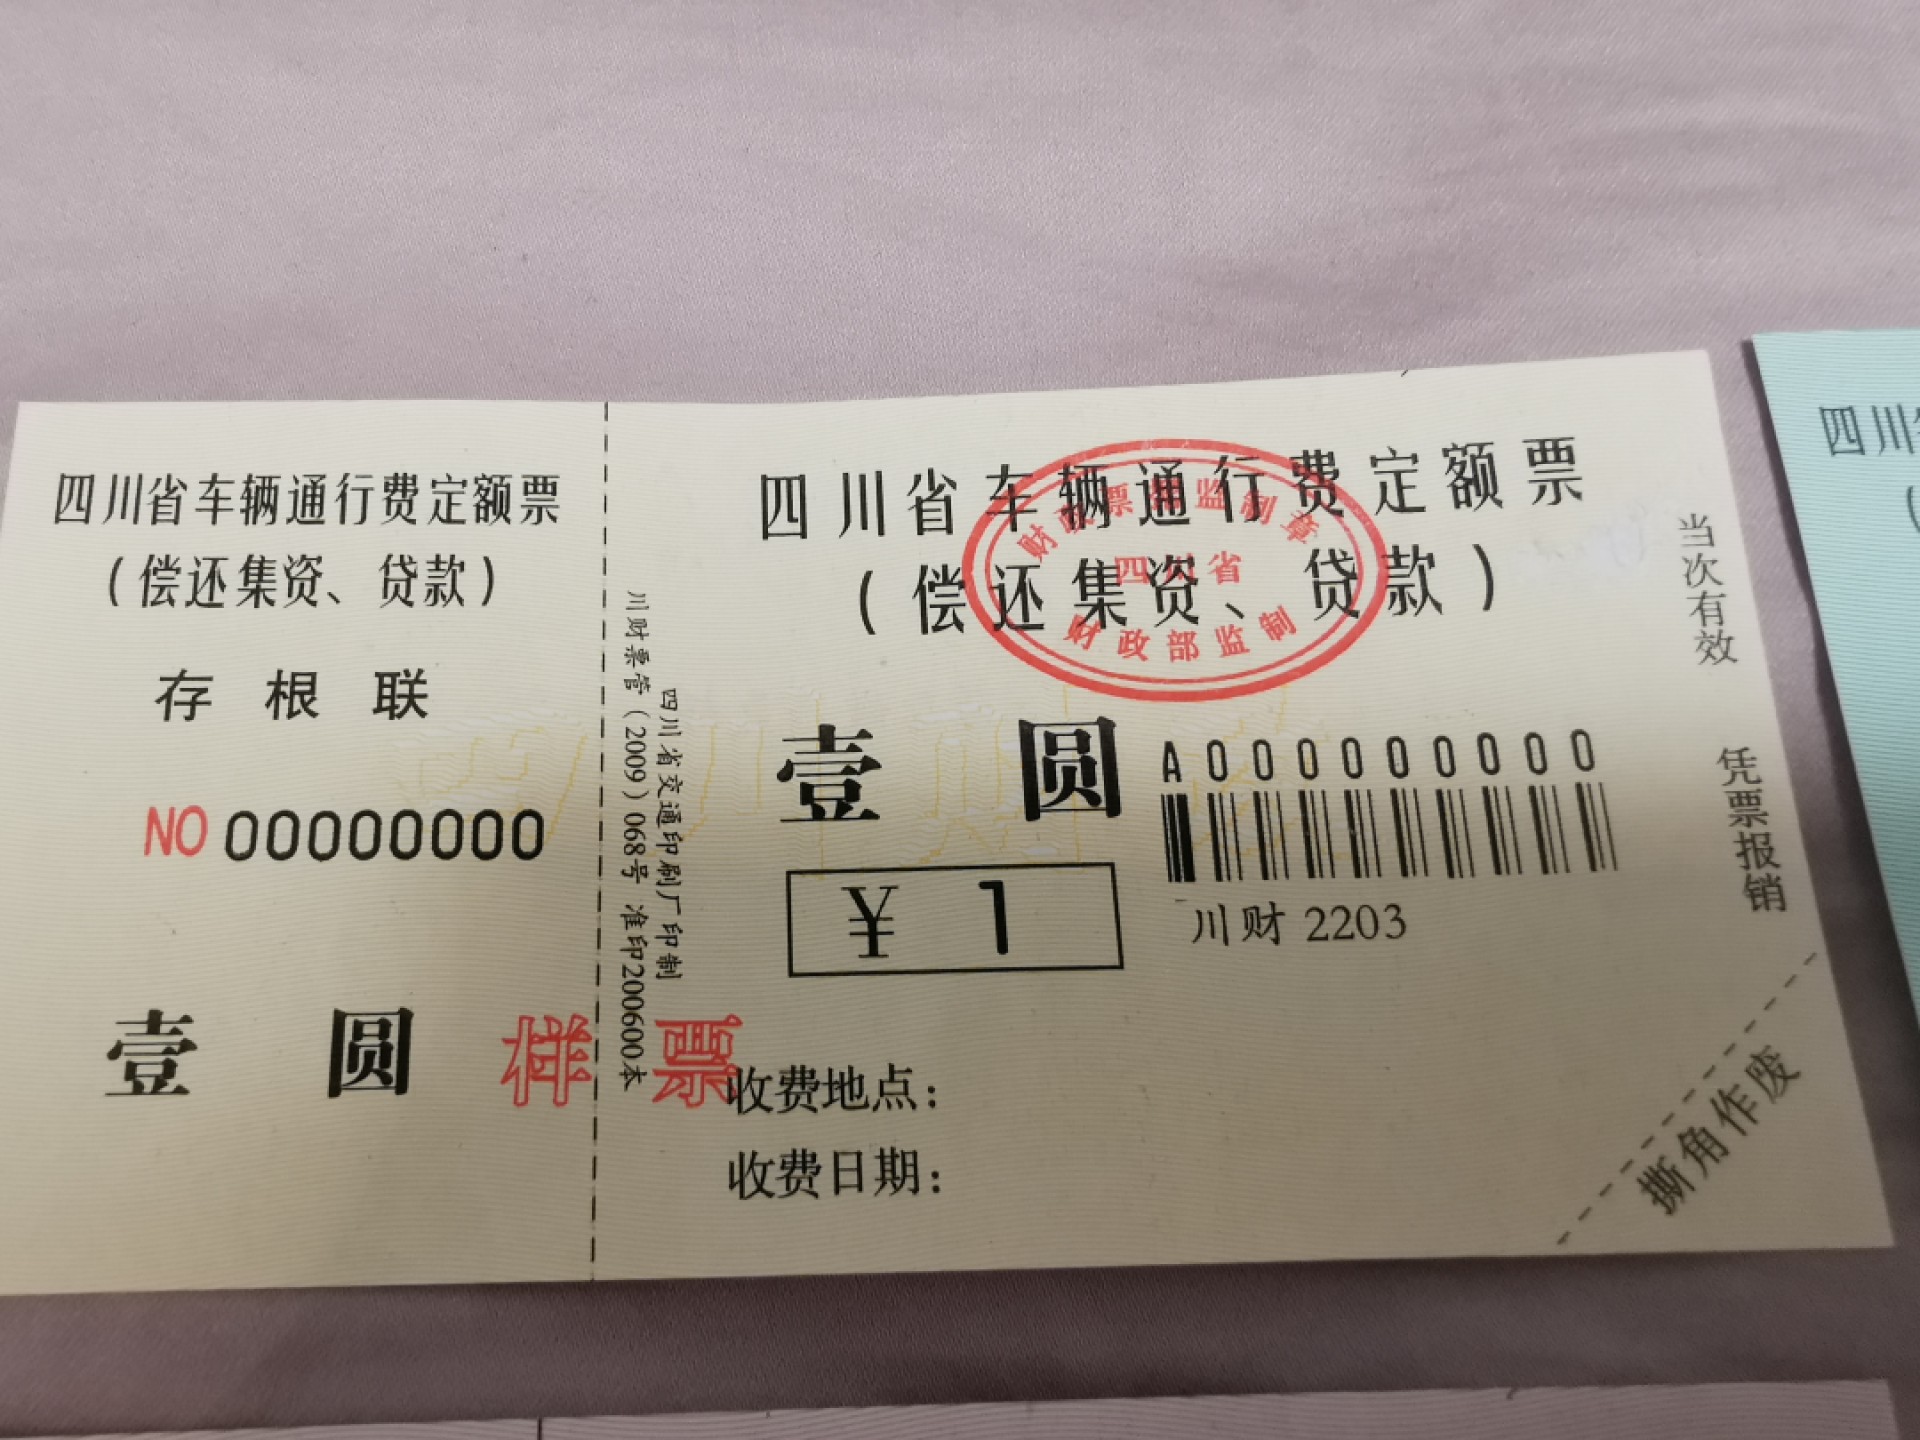 四川省车辆通行费定额票
（偿还集资、贷款）
存根联
NO 00000000
壹圆
样票
川财票管（2009）068号 准印200600本
四川省交通印刷厂印制
四川省车辆通行费定额票
（偿还集资、贷款）
财政票据监制章
四川省
财政部监制
壹圆
A000000000
¥ 1
川财 2203
收费地点：
收费日期：
当次有效
凭票报销
撕角作废
四川